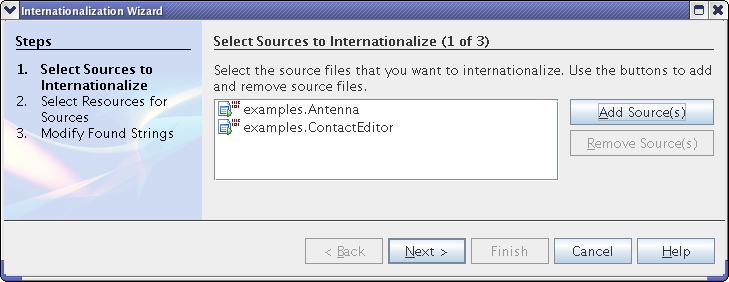 Internationalization Wizard
Steps
1. Select Sources to
Internationalize
2. Select Resources for
Sources
3. Modify Found Strings
Select Sources to Internationalize (1 of 3)
Select the source files that you want to internationalize. Use the buttons to add
and remove source files.
examples.Antenna
examples.ContactEditor
Add Source(s)
Remove Source(s)
< Back Next > Finish Cancel Help